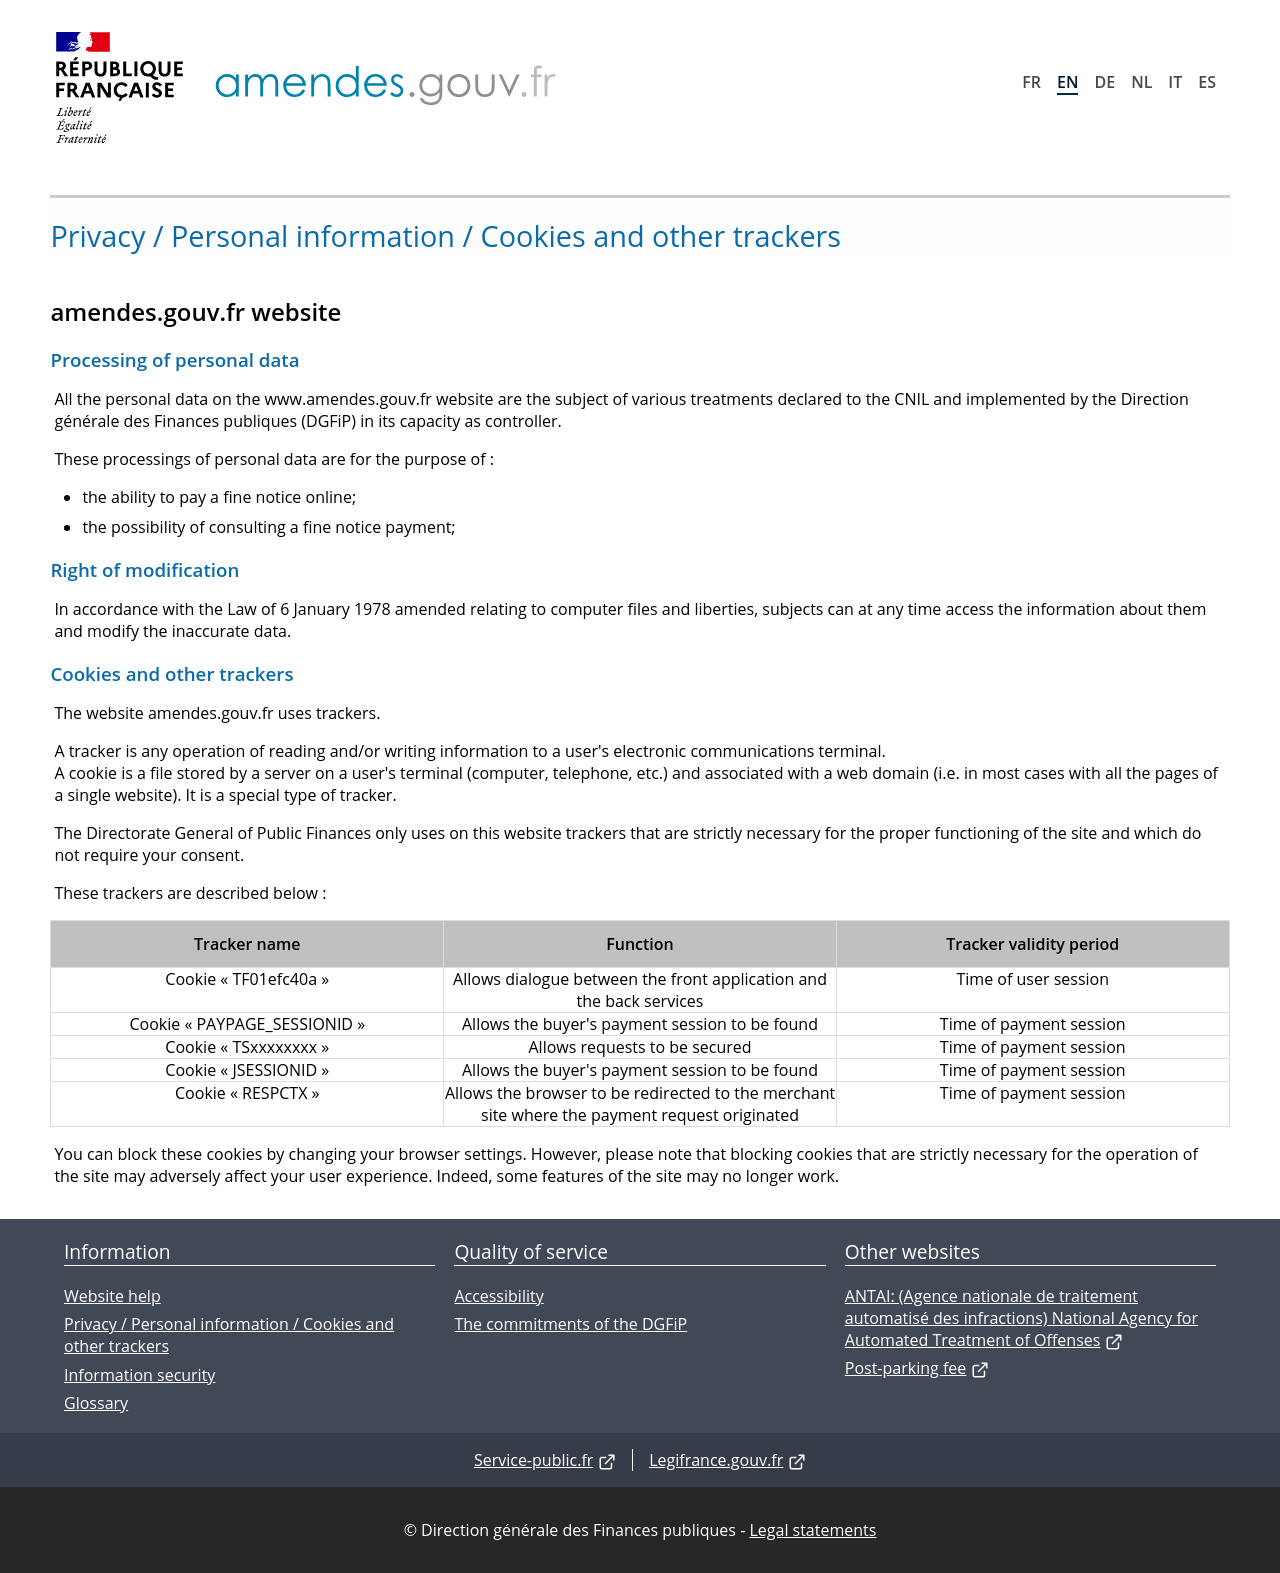 RÉPUBLIQUE
FRANÇAISE
Liberté
Égalité
Fraternité
amendes.gouv.fr
FR EN DE NL IT ES
Privacy / Personal information / Cookies and other trackers
amendes.gouv.fr website
Processing of personal data
All the personal data on the www.amendes.gouv.fr website are the subject of various treatments declared to the CNIL and implemented by the Direction
générale des Finances publiques (DGFiP) in its capacity as controller.
These processings of personal data are for the purpose of :
• the ability to pay a fine notice online;
• the possibility of consulting a fine notice payment;
Right of modification
In accordance with the Law of 6 January 1978 amended relating to computer files and liberties, subjects can at any time access the information about them
and modify the inaccurate data.
Cookies and other trackers
The website amendes.gouv.fr uses trackers.
A tracker is any operation of reading and/or writing information to a user's electronic communications terminal.
A cookie is a file stored by a server on a user's terminal (computer, telephone, etc.) and associated with a web domain (i.e. in most cases with all the pages of
a single website). It is a special type of tracker.
The Directorate General of Public Finances only uses on this website trackers that are strictly necessary for the proper functioning of the site and which do
not require your consent.
These trackers are described below :
Tracker name Function Tracker validity period
Cookie « TF01efc40a » Allows dialogue between the front application and Time of user session
the back services
Cookie « PAYPAGE_SESSIONID » Allows the buyer's payment session to be found Time of payment session
Cookie « TSxxxxxxxx » Allows requests to be secured Time of payment session
Cookie « JSESSIONID » Allows the buyer's payment session to be found Time of payment session
Cookie « RESPCTX » Allows the browser to be redirected to the merchant Time of payment session
site where the payment request originated
You can block these cookies by changing your browser settings. However, please note that blocking cookies that are strictly necessary for the operation of
the site may adversely affect your user experience. Indeed, some features of the site may no longer work.
Information
Website help
Privacy / Personal information / Cookies and
other trackers
Information security
Glossary
Quality of service
Accessibility
The commitments of the DGFiP
Other websites
ANTAI: (Agence nationale de traitement
automatisé des infractions) National Agency for
Automated Treatment of Offenses
Post-parking fee
Service-public.fr Legifrance.gouv.fr
© Direction générale des Finances publiques - Legal statements